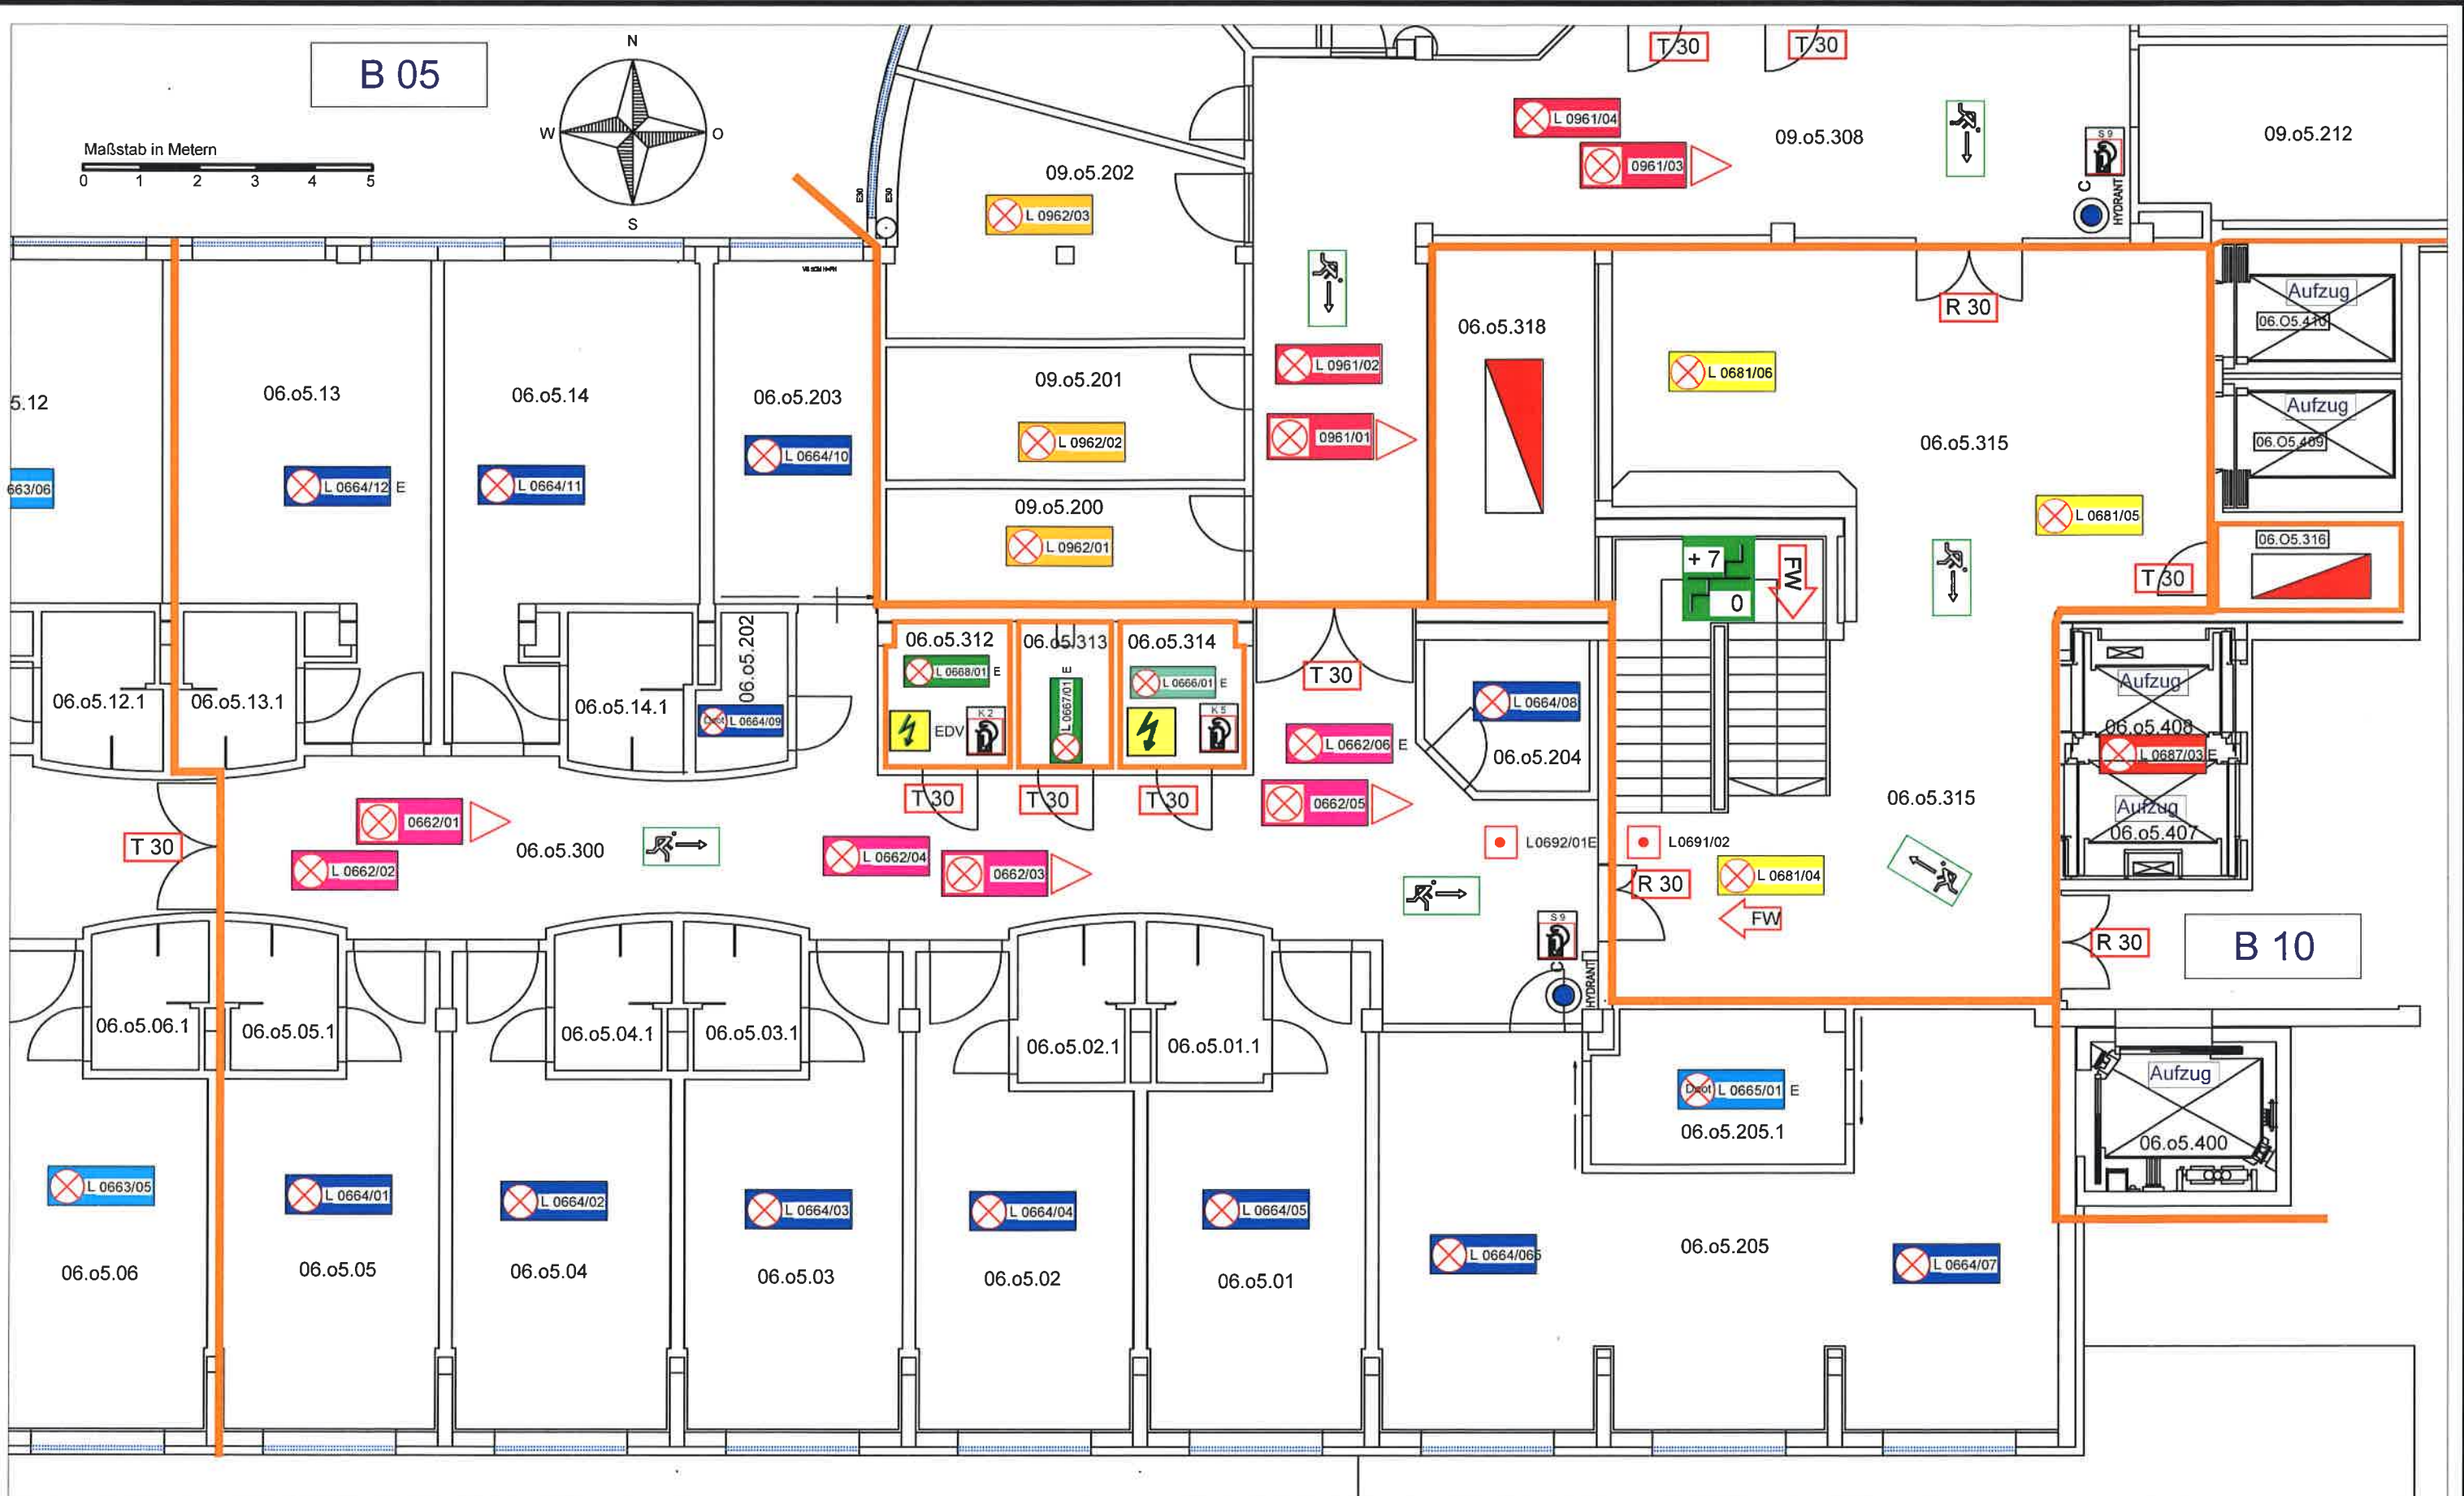 B 05
N
W
O
S
Maßstab in Metern
0 1 2 3 4 5
E30
E30
T 30
T 30
L 0961/04
0961/03
09.o5.308
S 9
C
HYDRANT
09.o5.212
09.o5.202
L 0962/03
5.12
663/06
06.o5.13
L 0664/12 E
06.o5.14
L 0664/11
06.o5.203
L 0664/10
09.o5.201
L 0962/02
09.o5.200
L 0962/01
L 0961/02
0961/01
06.o5.318
R 30
L 0681/06
06.o5.315
L 0681/05
T 30
Aufzug
06.O5.410
Aufzug
06.O5.409
06.O5.316
+ 7
0
FW
06.o5.12.1
06.o5.13.1
06.o5.14.1
06.o5.202
L 0664/09
06.o5.312
L 0668/01 E
EDV
K 2
06.o5.313
L 0667/01
E
06.o5.314
L 0666/01 E
K 5
T 30
T 30
T 30
T 30
L 0662/06 E
0662/05
L 0664/08
06.o5.204
Aufzug
06.o5.408
L 0687/03 E
Aufzug
06.o5.407
06.o5.315
T 30
0662/01
L 0662/02
06.o5.300
L 0662/04
0662/03
L0692/01E
L0691/02
R 30
L 0681/04
FW
R 30
B 10
S 9
C
HYDRANT
06.o5.06.1
06.o5.05.1
06.o5.04.1
06.o5.03.1
06.o5.02.1
06.o5.01.1
L 0665/01 E
06.o5.205.1
Aufzug
06.o5.400
L 0663/05
06.o5.06
L 0664/01
06.o5.05
L 0664/02
06.o5.04
L 0664/03
06.o5.03
L 0664/04
06.o5.02
L 0664/05
06.o5.01
06.o5.205
L 0664/07